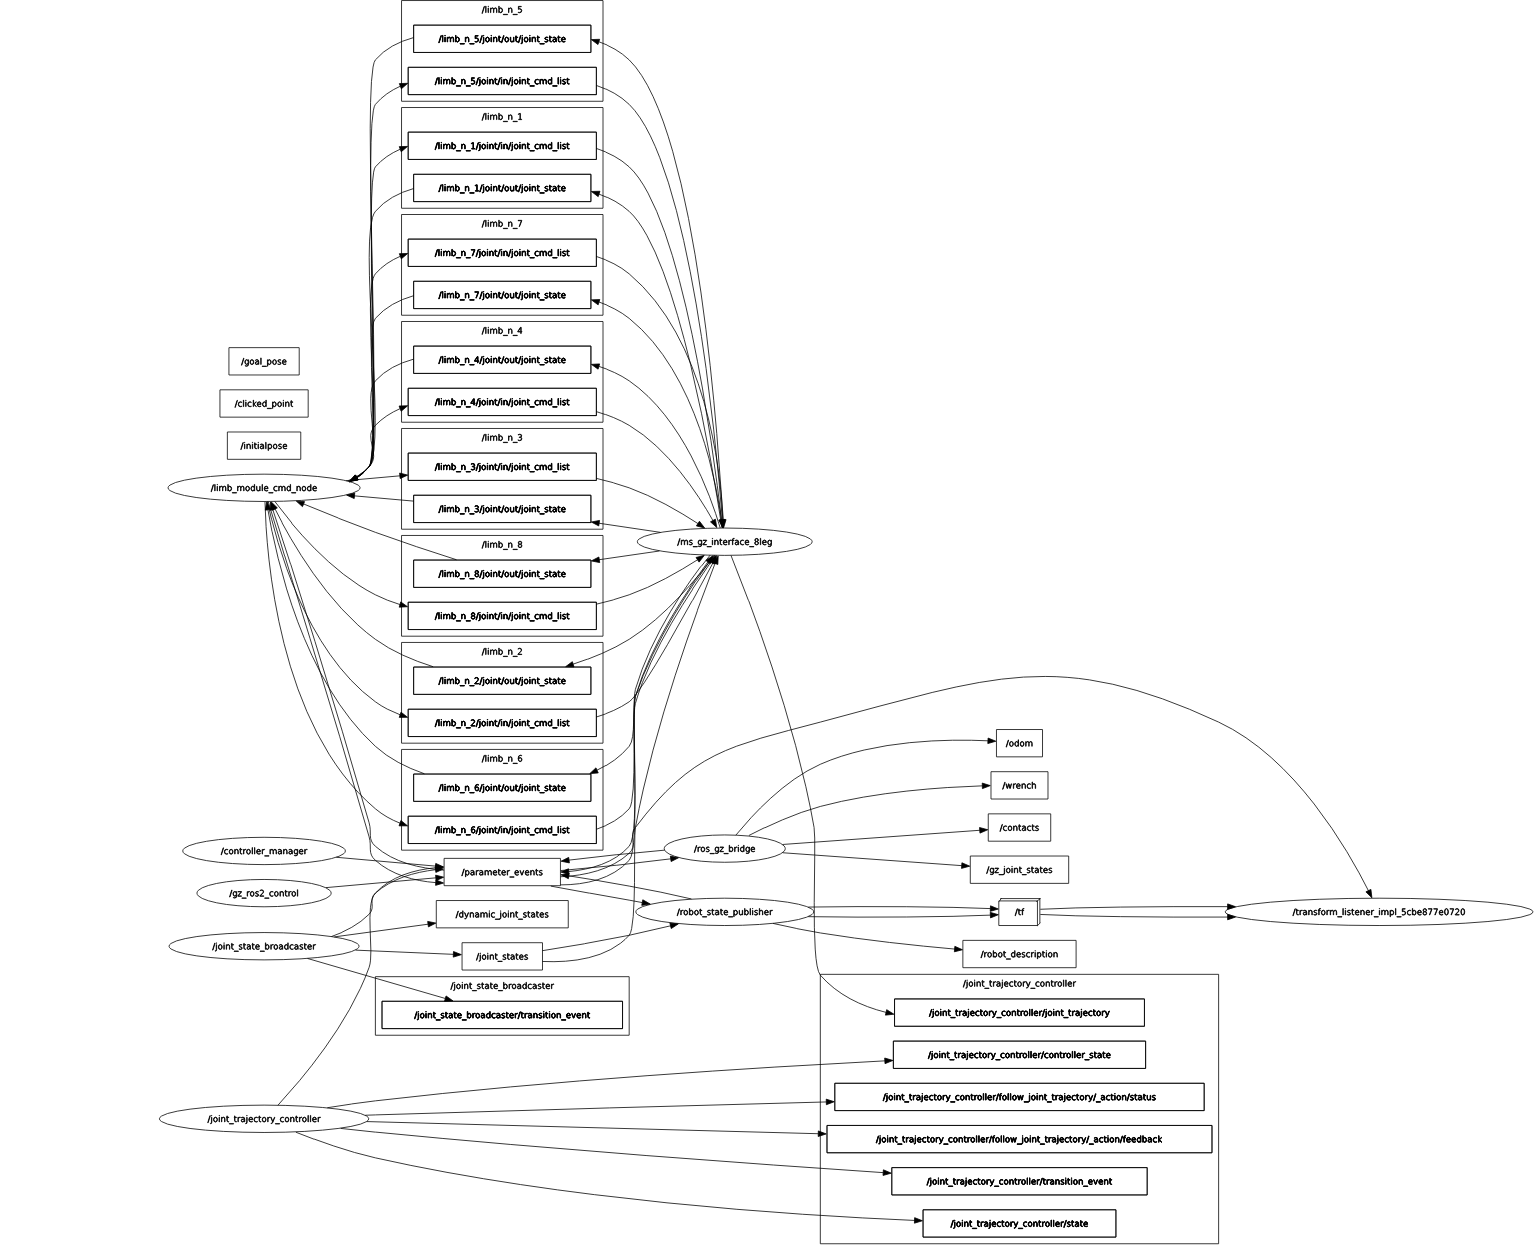 /limb_n_5
/limb_n_5/joint/out/joint_state
/limb_n_5/joint/in/joint_cmd_list
/limb_n_1
/limb_n_1/joint/in/joint_cmd_list
/limb_n_1/joint/out/joint_state
/limb_n_7
/limb_n_7/joint/in/joint_cmd_list
/limb_n_7/joint/out/joint_state
/limb_n_4
/limb_n_4/joint/out/joint_state
/limb_n_4/joint/in/joint_cmd_list
/goal_pose
/clicked_point
/initialpose
/limb_module_cmd_node
/limb_n_3
/limb_n_3/joint/in/joint_cmd_list
/limb_n_3/joint/out/joint_state
/ms_gz_interface_8leg
/limb_n_8
/limb_n_8/joint/out/joint_state
/limb_n_8/joint/in/joint_cmd_list
/limb_n_2
/limb_n_2/joint/out/joint_state
/limb_n_2/joint/in/joint_cmd_list
/limb_n_6
/limb_n_6/joint/out/joint_state
/limb_n_6/joint/in/joint_cmd_list
/odom
/wrench
/contacts
/gz_joint_states
/controller_manager
/gz_ros2_control
/parameter_events
/ros_gz_bridge
/robot_state_publisher
/tf
/transform_listener_impl_5cbe877e0720
/robot_description
/joint_state_broadcaster
/dynamic_joint_states
/joint_states
/joint_state_broadcaster
/joint_state_broadcaster/transition_event
/joint_trajectory_controller
/joint_trajectory_controller
/joint_trajectory_controller/joint_trajectory
/joint_trajectory_controller/controller_state
/joint_trajectory_controller/follow_joint_trajectory/_action/status
/joint_trajectory_controller/follow_joint_trajectory/_action/feedback
/joint_trajectory_controller/transition_event
/joint_trajectory_controller/state